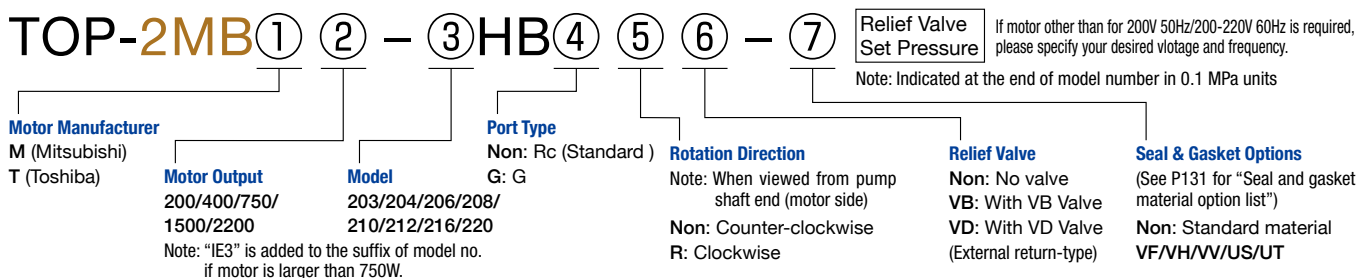 TOP-2MB① ② – ③HB④ ⑤ ⑥ – ⑦
Relief Valve
Set Pressure
If motor other than for 200V 50Hz/200-220V 60Hz is required,
please specify your desired vlotage and frequency.
Note: Indicated at the end of model number in 0.1 MPa units
Motor Manufacturer
M (Mitsubishi)
T (Toshiba)
Motor Output
200/400/750/
1500/2200
Note: “IE3” is added to the suffix of model no.
if motor is larger than 750W.
Model
203/204/206/208/
210/212/216/220
Port Type
Non: Rc (Standard )
G: G
Rotation Direction
Note: When viewed from pump
shaft end (motor side)
Non: Counter-clockwise
R: Clockwise
Relief Valve
Non: No valve
VB: With VB Valve
VD: With VD Valve
(External return-type)
Seal & Gasket Options
(See P131 for “Seal and gasket
material option list”)
Non: Standard material
VF/VH/VV/US/UT